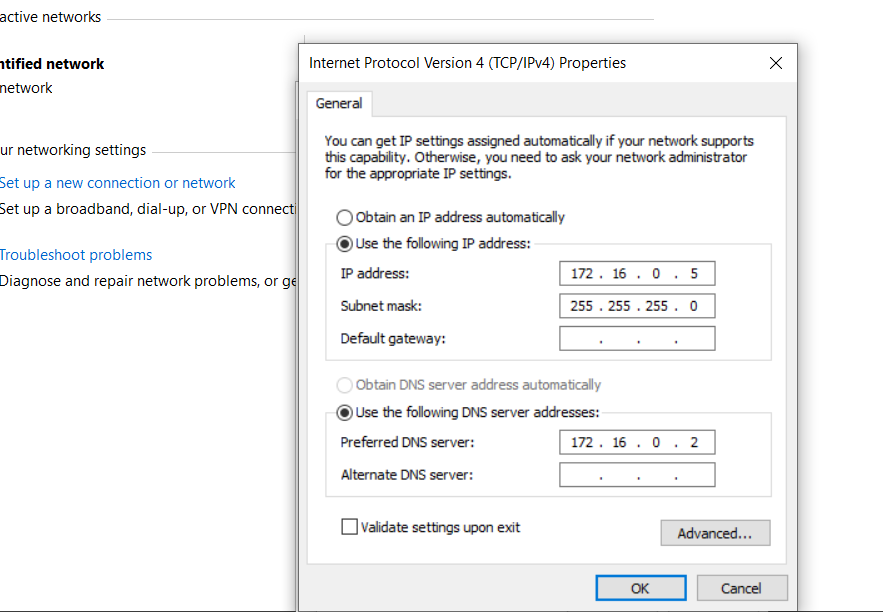 active networks
ntified network
network
ur networking settings
Set up a new connection or network
Set up a broadband, dial-up, or VPN connecti
Troubleshoot problems
Diagnose and repair network problems, or ge
Internet Protocol Version 4 (TCP/IPv4) Properties
General
You can get IP settings assigned automatically if your network supports
this capability. Otherwise, you need to ask your network administrator
for the appropriate IP settings.
Obtain an IP address automatically
Use the following IP address:
IP address: 172 . 16 . 0 . 5
Subnet mask: 255 . 255 . 255 . 0
Default gateway: . . .
Obtain DNS server address automatically
Use the following DNS server addresses:
Preferred DNS server: 172 . 16 . 0 . 2
Alternate DNS server: . . .
Validate settings upon exit
Advanced...
OK Cancel